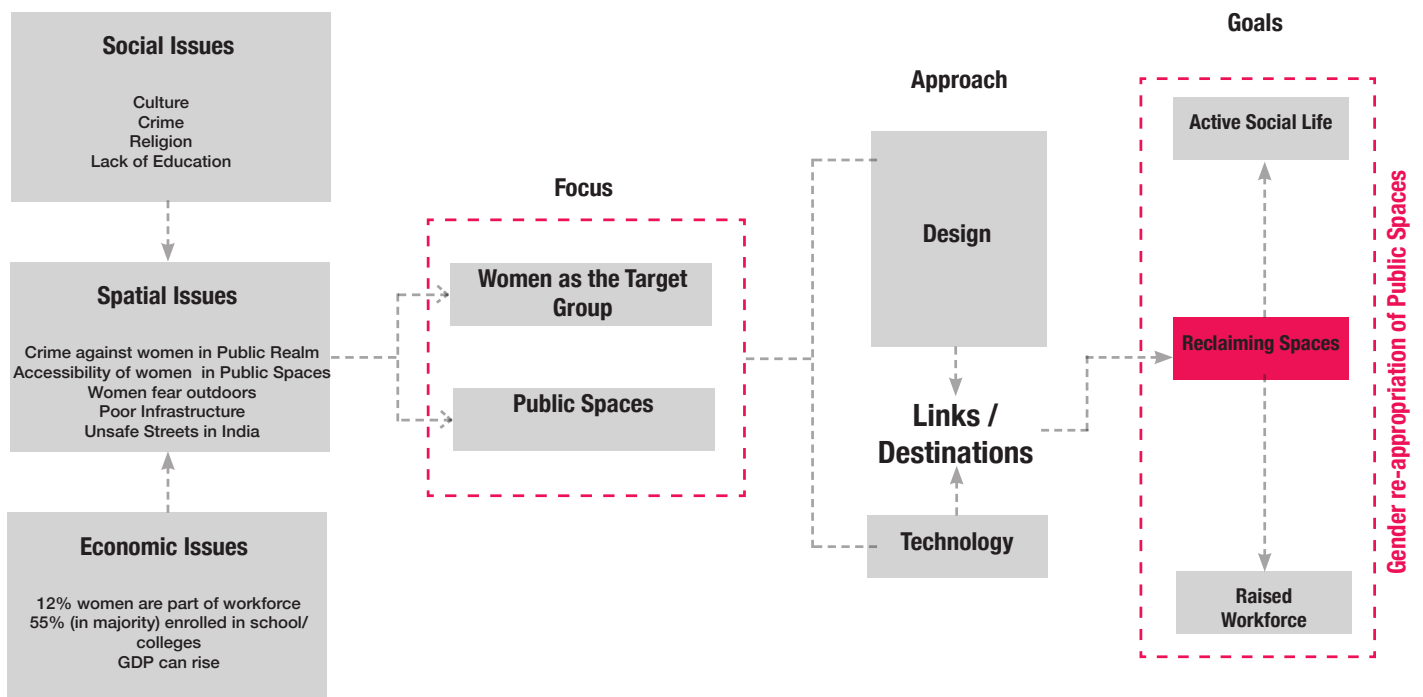 Social Issues
Culture
Crime
Religion
Lack of Education
Spatial Issues
Crime against women in Public Realm
Accessibility of women in Public Spaces
Women fear outdoors
Poor Infrastructure
Unsafe Streets in India
Economic Issues
12% women are part of workforce
55% (in majority) enrolled in school/
colleges
GDP can rise
Focus
Women as the Target
Group
Public Spaces
Approach
Design
Links /
Destinations
Technology
Goals
Active Social Life
Reclaiming Spaces
Raised
Workforce
Gender re-appropriation of Public Spaces